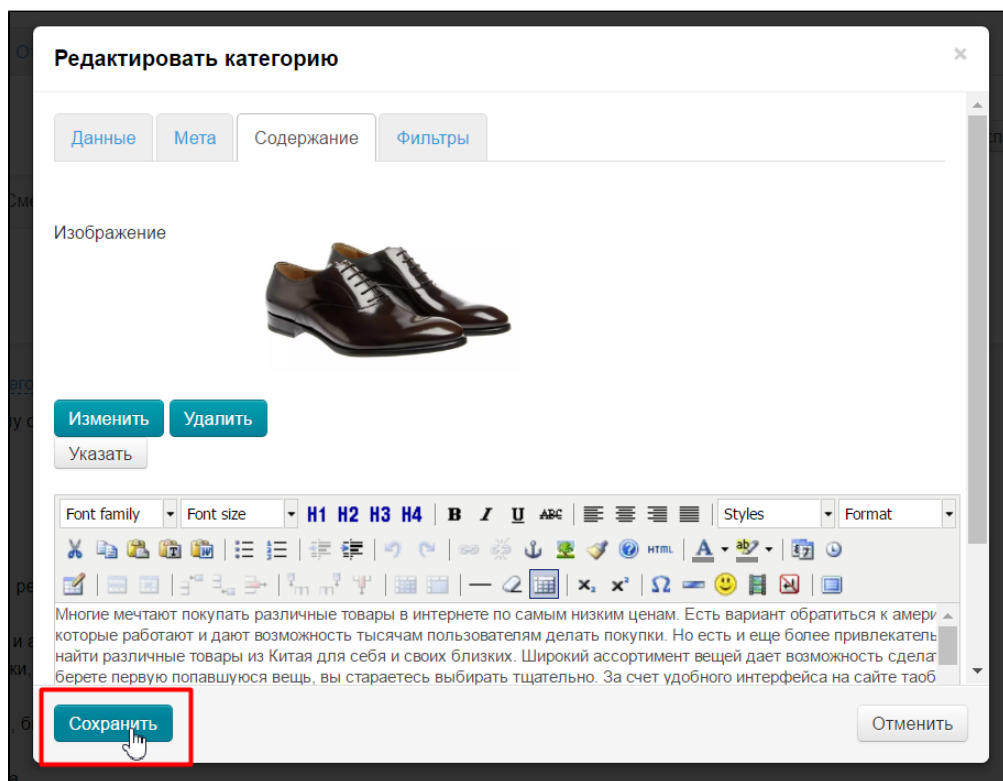 Редактировать категорию
×
Данные Мета Содержание Фильтры
Изображение
Изменить Удалить
Указать
Font family Font size H1 H2 H3 H4 B I U ABC Styles Format
HTML A ab
Многие мечтают покупать различные товары в интернете по самым низким ценам. Есть вариант обратиться к амери
которые работают и дают возможность тысячам пользователям делать покупки. Но есть и еще более привлекатель
найти различные товары из Китая для себя и своих близких. Широкий ассортимент вещей дает возможность сделат
берете первую попавшуюся вещь, вы стараетесь выбирать тщательно. За счет удобного интерфейса на сайте таоб
Сохранить Отменить